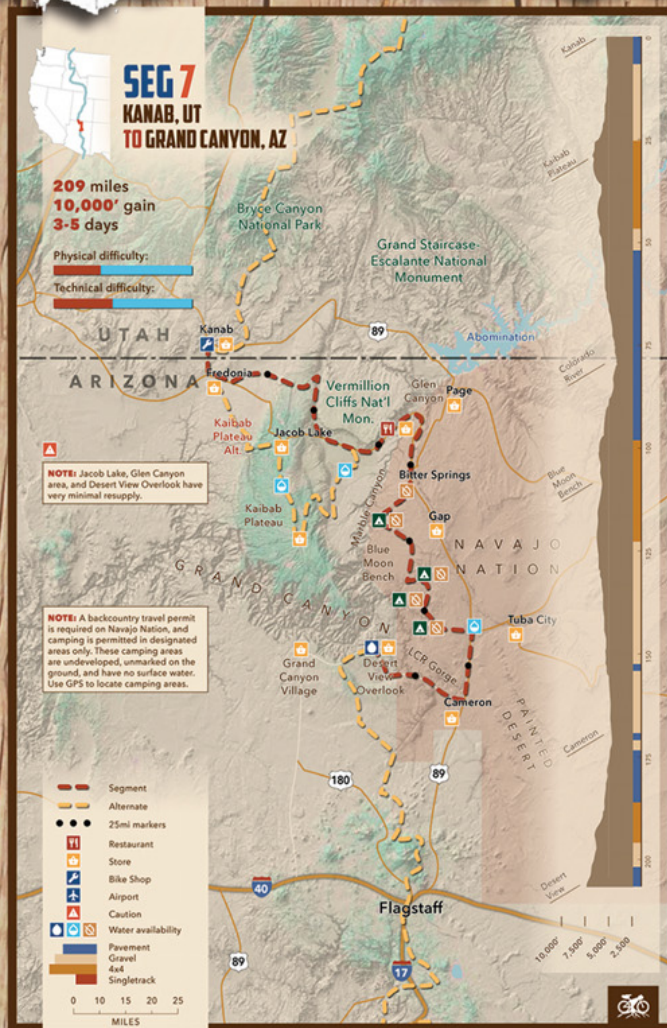 SEG 7
KANAB, UT
TO GRAND CANYON, AZ
209 miles
10,000' gain
3-5 days
Physical difficulty:
Technical difficulty:
Bryce Canyon
National Park
Grand Staircase-
Escalante National
Monument
89
Abomination
UTAH
ARIZONA
Kanab
Fredonia
Vermillion
Cliffs Nat'l
Mon.
Glen
Canyon
Page
Kaibab
Plateau
Alt.
Jacob Lake
NOTE: Jacob Lake, Glen Canyon
area, and Desert View Overlook have
very minimal resupply.
Bitter Springs
Marble Canyon
Kaibab
Plateau
Gap
Blue
Moon
Bench
NAVAJO
NATION
GRAND CANYON
NOTE: A backcountry travel permit
is required on Navajo Nation, and
camping is permitted in designated
areas only. These camping areas
are undeveloped, unmarked on the
ground, and have no surface water.
Use GPS to locate camping areas.
Tuba City
Grand
Canyon
Village
Desert
View
Overlook
LCR Gorge
Cameron
PAINTED
DESERT
180
89
40
Flagstaff
89
17
Segment
Alternate
25mi markers
Restaurant
Store
Bike Shop
Airport
Caution
Water availability
Pavement
Gravel
4x4
Singletrack
0 5 10 15 20 25
MILES
Kanab
Kaibab
Plateau
Colorado
River
Blue
Moon
Bench
Cameron
Desert
View
0
25
50
75
100
125
150
175
200
10,000'
7,500'
5,000'
2,500